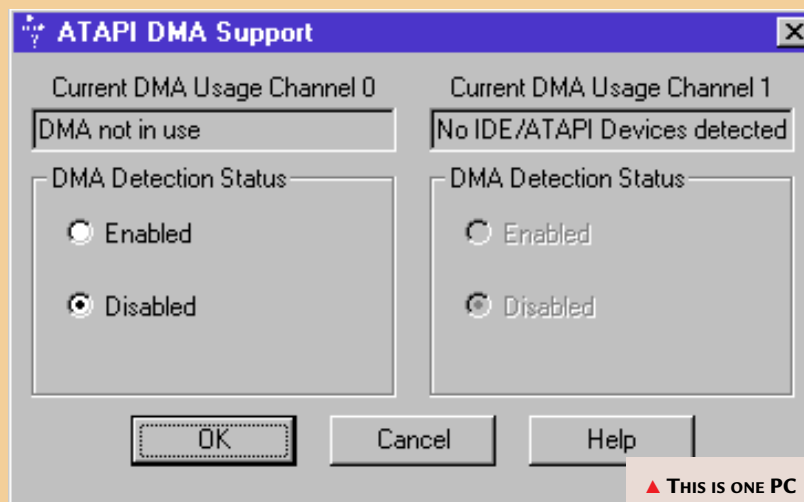 ATAPI DMA Support
Current DMA Usage Channel 0
DMA not in use
DMA Detection Status
Enabled
Disabled
Current DMA Usage Channel 1
No IDE/ATAPI Devices detected
DMA Detection Status
Enabled
Disabled
OK
Cancel
Help
▲ THIS IS ONE PC